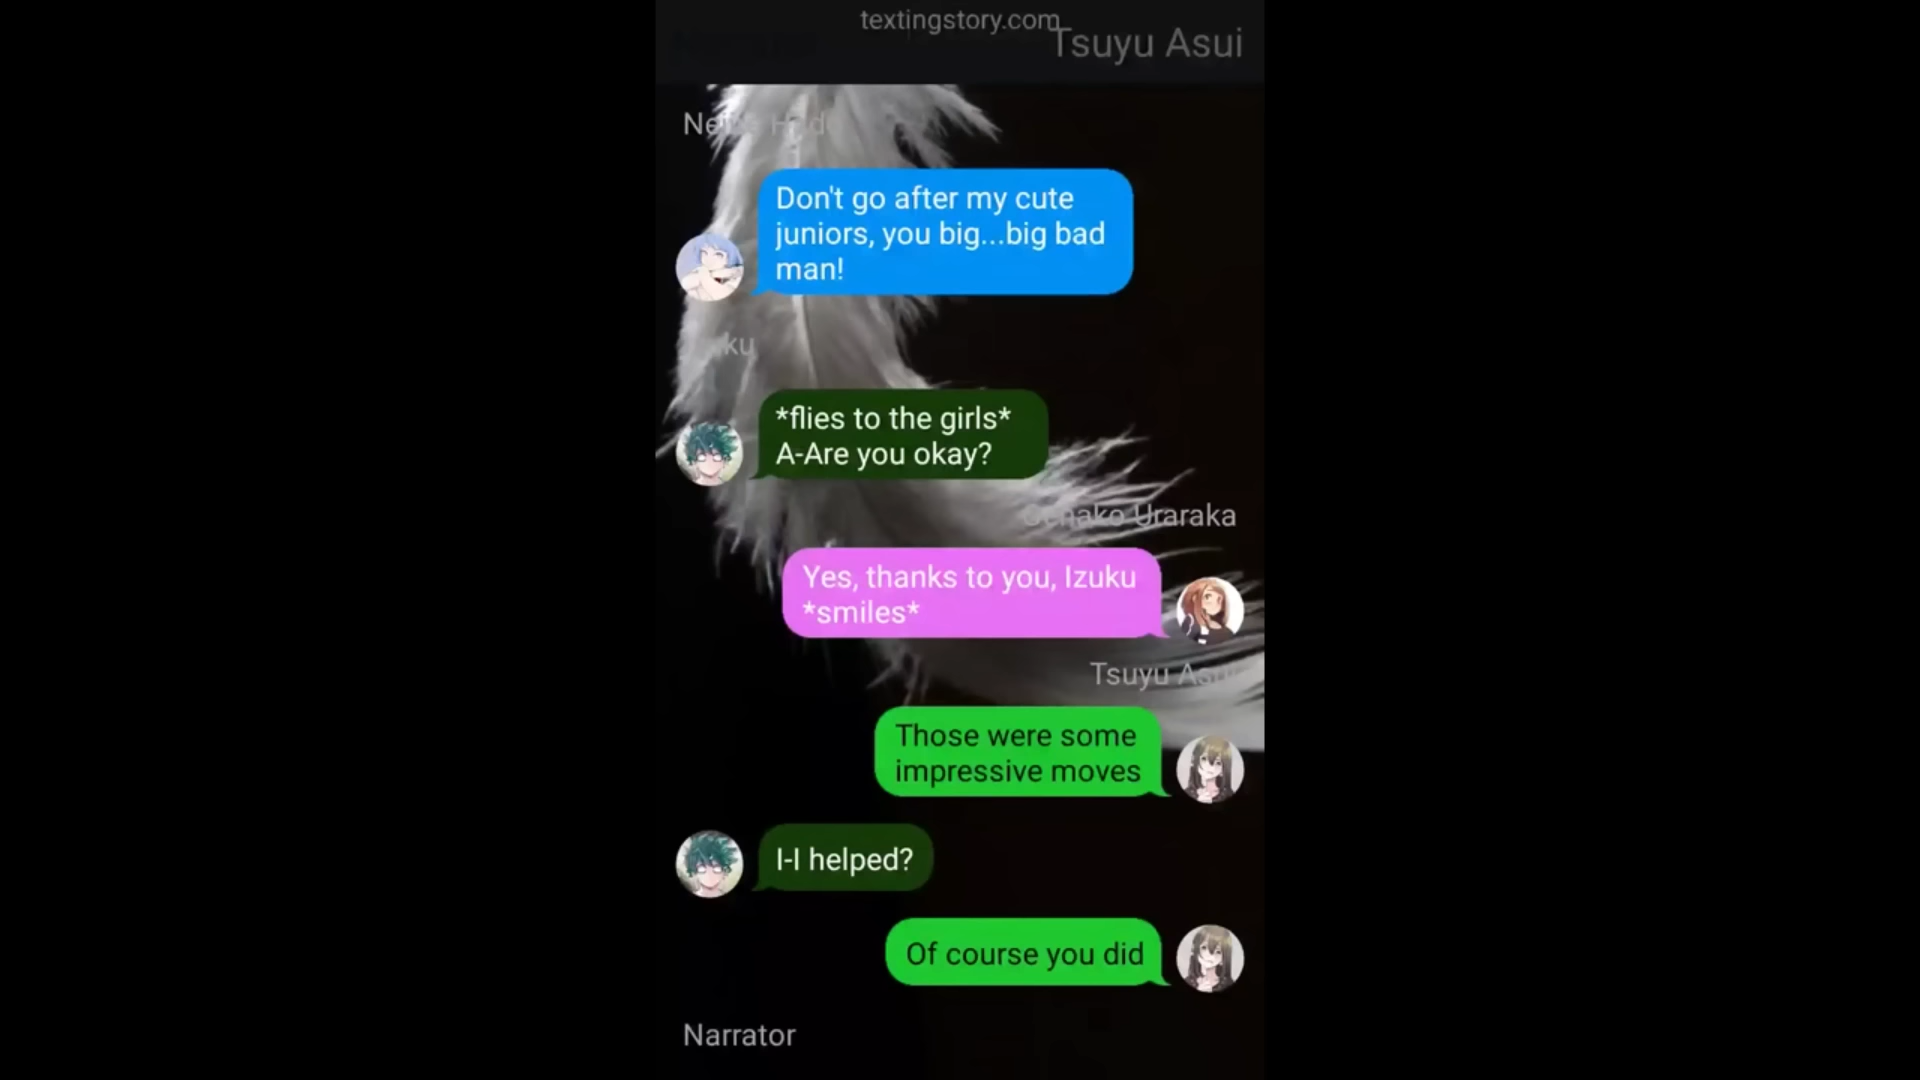 textingstory.com
Tsuyu Asui
Don't go after my cute
juniors, you big...big bad
man!
*flies to the girls*
A-Are you okay?
Uraraka
Yes, thanks to you, Izuku
*smiles*
Tsuyu
Those were some
impressive moves
I-I helped?
Of course you did
Narrator